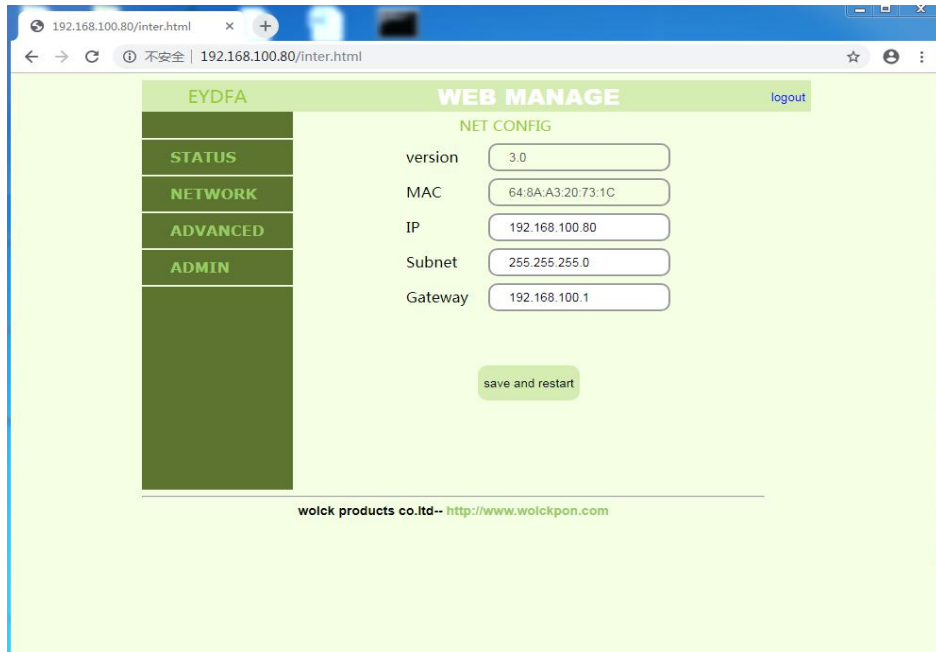 192.168.100.80/inter.html
不安全 | 192.168.100.80/inter.html
EYDFA WEB MANAGE logout
NET CONFIG
STATUS
NETWORK
ADVANCED
ADMIN
version 3.0
MAC 64:8A:A3:20:73:1C
IP 192.168.100.80
Subnet 255.255.255.0
Gateway 192.168.100.1
save and restart
wolck products co.ltd-- http://www.wolckpon.com